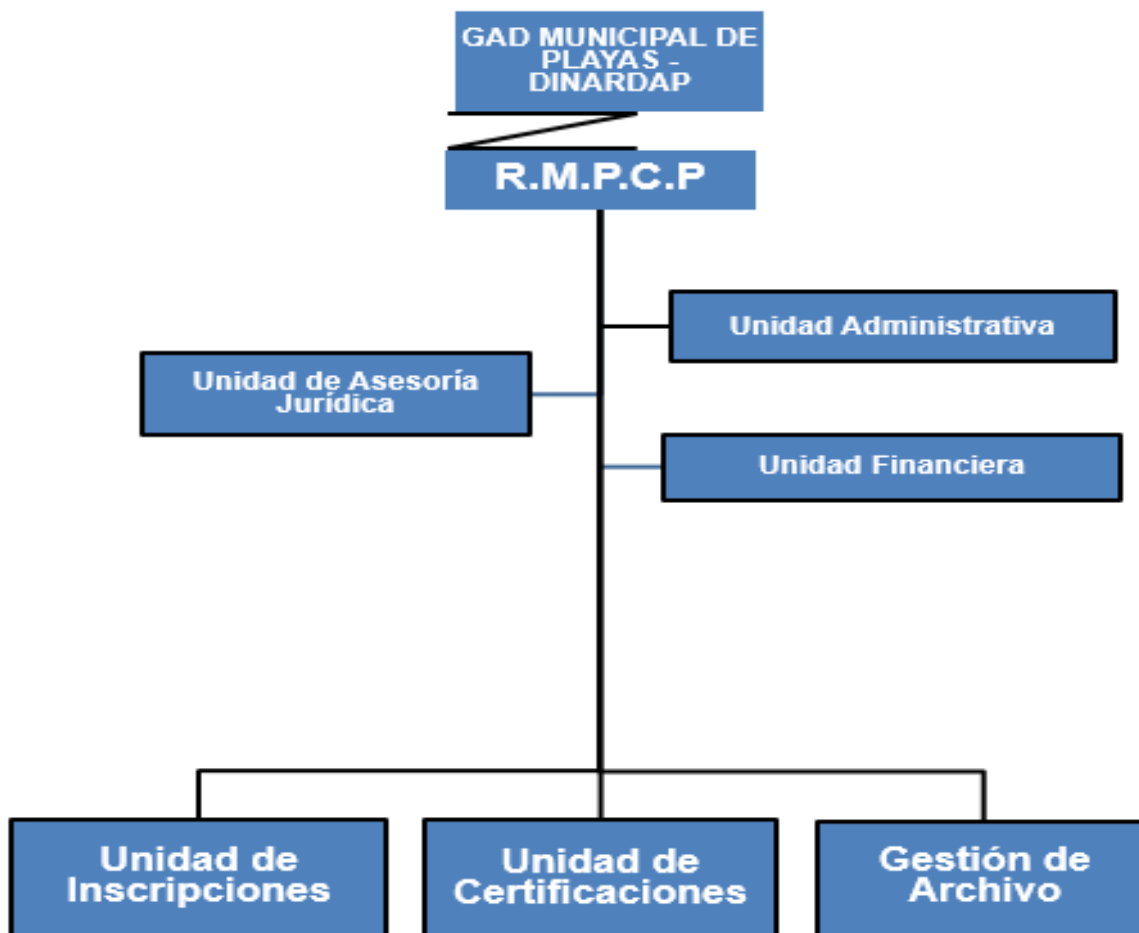 GAD MUNICIPAL DE
PLAYAS -
DINARDAP
R.M.P.C.P
Unidad Administrativa
Unidad de Asesoría
Jurídica
Unidad Financiera
Unidad de
Inscripciones
Unidad de
Certificaciones
Gestión de
Archivo